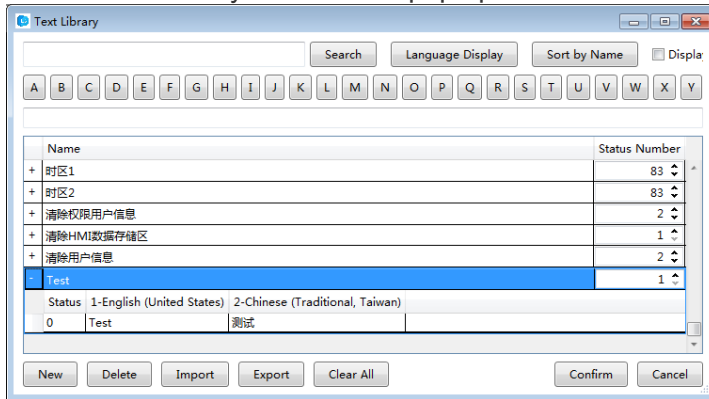 Text Library
Search Language Display Sort by Name Displa
A B C D E F G H I J K L M N O P Q R S T U V W X Y
Name Status Number
+ 时区1 83
+ 时区2 83
+ 清除权限用户信息 2
+ 清除HMI数据存储区 1
+ 清除用户信息 2
- Test 1
Status 1-English (United States) 2-Chinese (Traditional, Taiwan)
0 Test 测试
New Delete Import Export Clear All Confirm Cancel